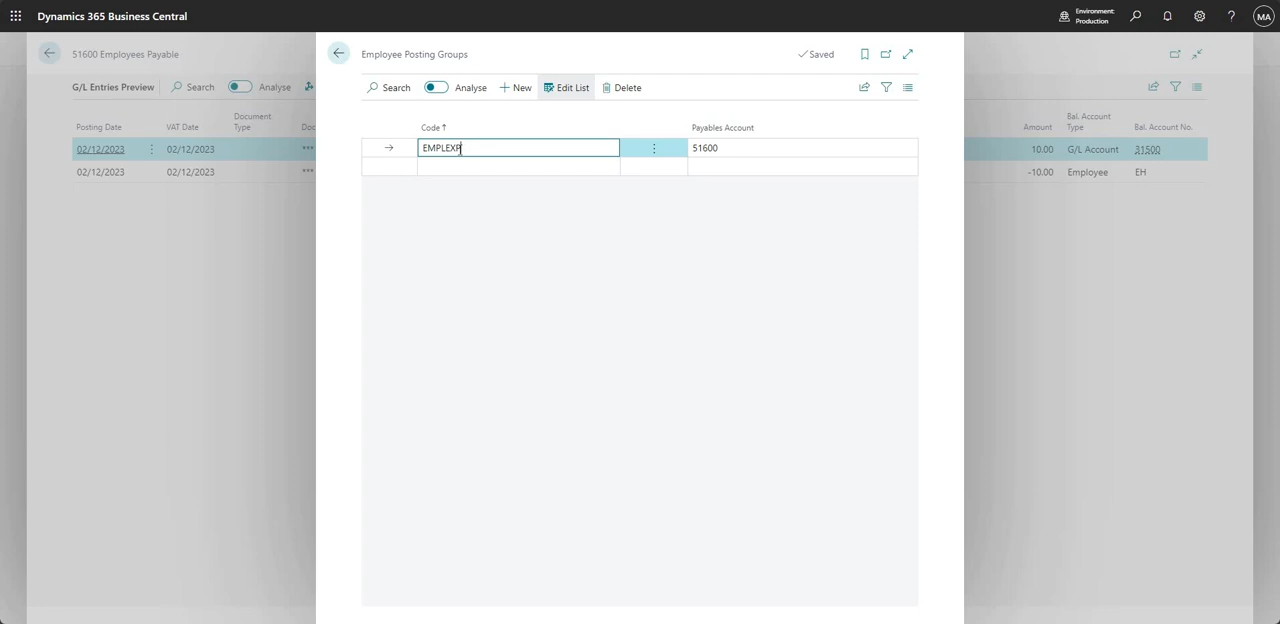 Dynamics 365 Business Central
Environment:
Production
?
MA
51600 Employees Payable
G/L Entries Preview
Search
Analyse
Posting Date
VAT Date
Document
Type
Doc
02/12/2023
02/12/2023
02/12/2023
02/12/2023
Employee Posting Groups
Saved
Search
Analyse
New
Edit List
Delete
Code ↑
Payables Account
EMPLEXP
51600
Amount
Bal. Account
Type
Bal. Account No.
10.00
G/L Account
31500
-10.00
Employee
EH